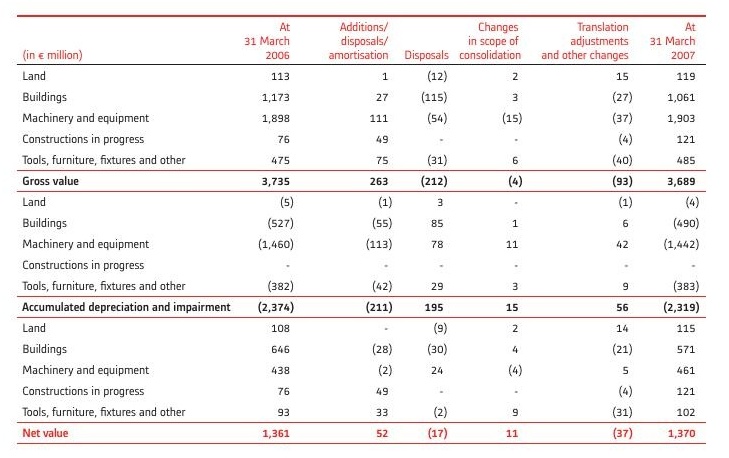 At Additions/ Changes Translation At
31 March disposals/ in scope of adjustments 31 March
(in € million) 2006 amortisation Disposals consolidation and other changes 2007
Land 113 1 (12) 2 15 119
Buildings 1,173 27 (115) 3 (27) 1,061
Machinery and equipment 1,898 111 (54) (15) (37) 1,903
Constructions in progress 76 49 - - (4) 121
Tools, furniture, fixtures and other 475 75 (31) 6 (40) 485
Gross value 3,735 263 (212) (4) (93) 3,689
Land (5) (1) 3 - (1) (4)
Buildings (527) (55) 85 1 6 (490)
Machinery and equipment (1,460) (113) 78 11 42 (1,442)
Constructions in progress - - - - - -
Tools, furniture, fixtures and other (382) (42) 29 3 9 (383)
Accumulated depreciation and impairment (2,374) (211) 195 15 56 (2,319)
Land 108 - (9) 2 14 115
Buildings 646 (28) (30) 4 (21) 571
Machinery and equipment 438 (2) 24 (4) 5 461
Constructions in progress 76 49 - - (4) 121
Tools, furniture, fixtures and other 93 33 (2) 9 (31) 102
Net value 1,361 52 (17) 11 (37) 1,370